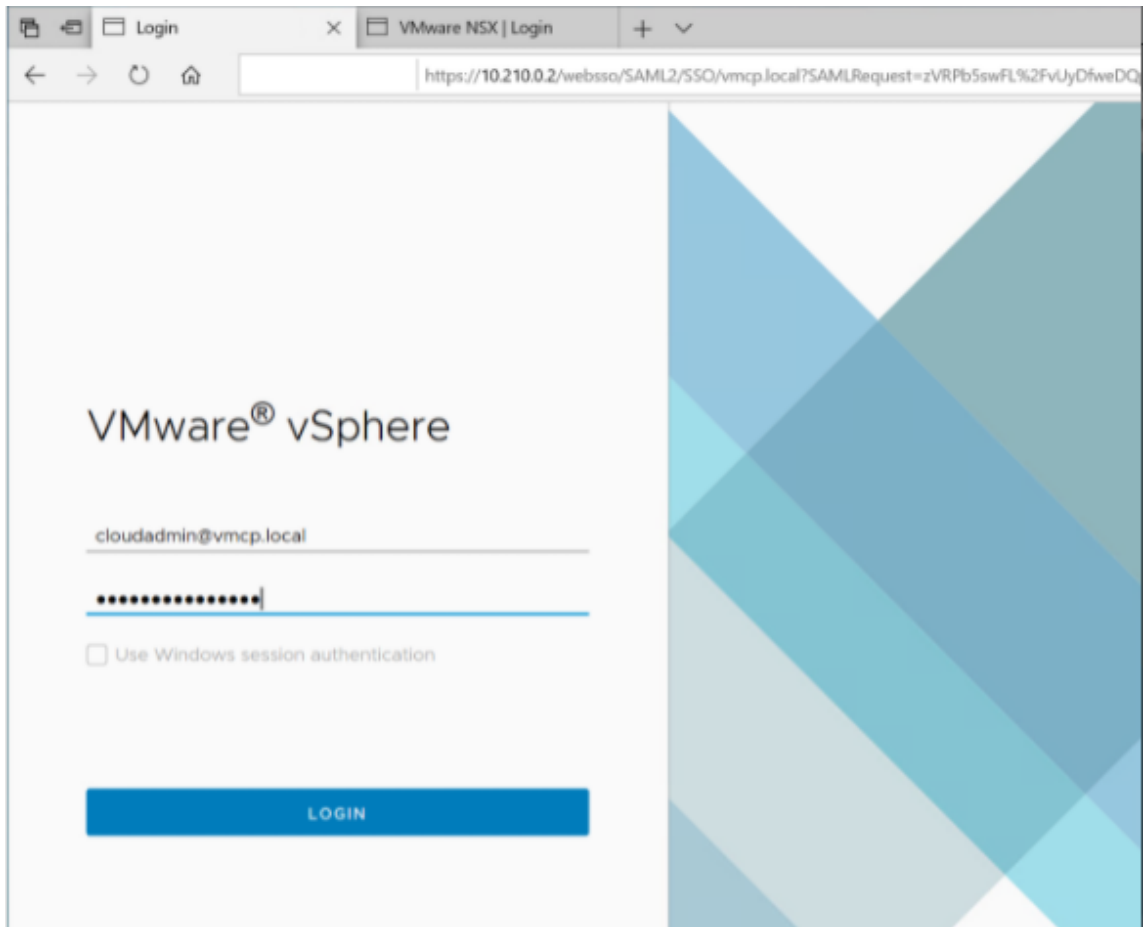 Login
VMware NSX | Login
https://10.210.0.2/websso/SAML2/SSO/vmcp.local?SAMLRequest=zVRPb5swFL%2FvUyDfweDQ
VMware® vSphere
cloudadmin@vmcp.local
Use Windows session authentication
LOGIN